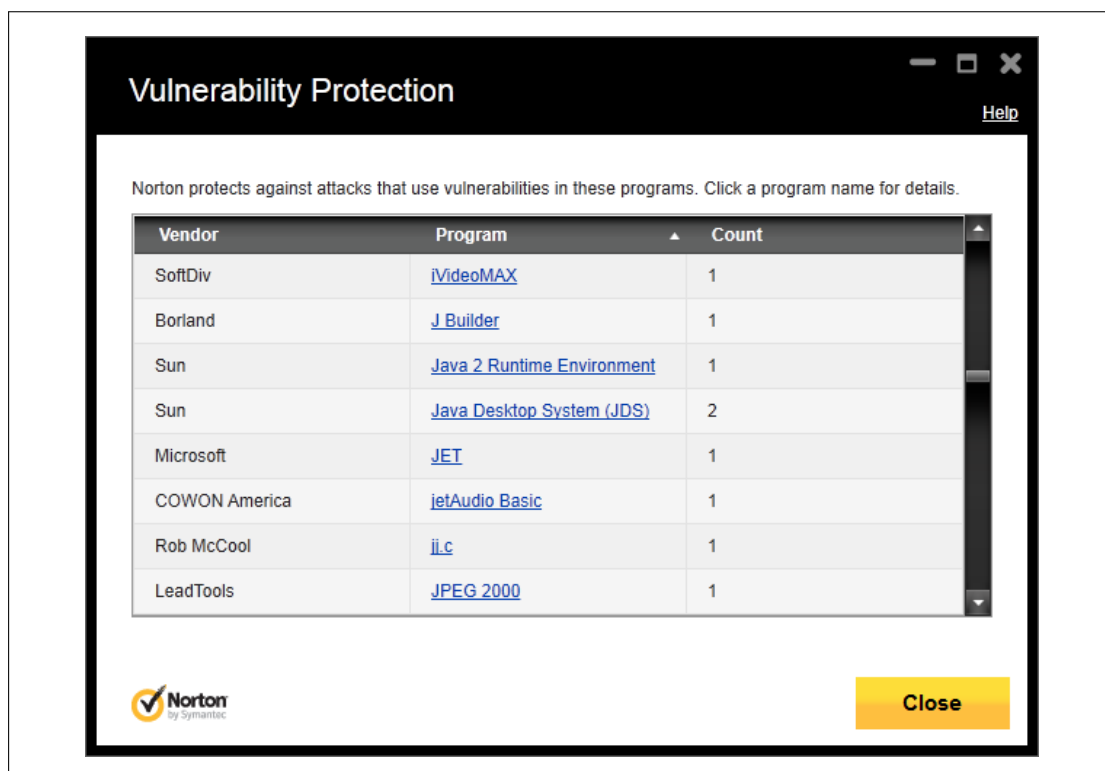 Vulnerability Protection
Help
Norton protects against attacks that use vulnerabilities in these programs. Click a program name for details.
Vendor Program Count
SoftDiv iVideoMAX 1
Borland J Builder 1
Sun Java 2 Runtime Environment 1
Sun Java Desktop System (JDS) 2
Microsoft JET 1
COWON America jetAudio Basic 1
Rob McCool jj.c 1
LeadTools JPEG 2000 1
Norton
by Symantec
Close